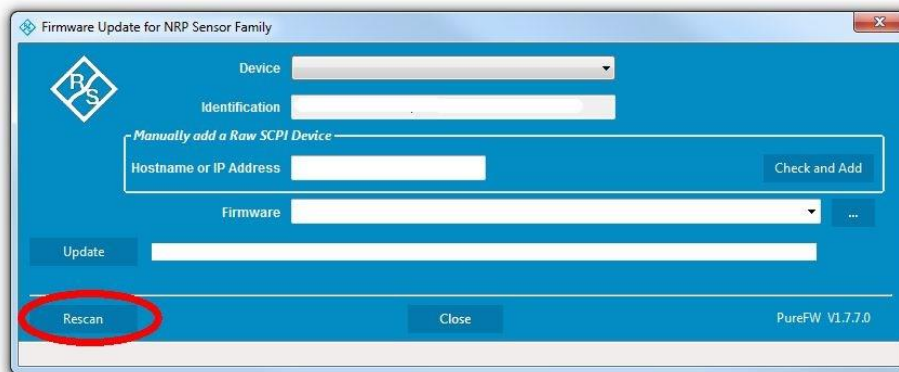 Firmware Update for NRP Sensor Family
x
R
S
Device
Identification
Manually add a Raw SCPI Device
Hostname or IP Address
Check and Add
Firmware
...
Update
Rescan
Close
PureFW V1.7.7.0